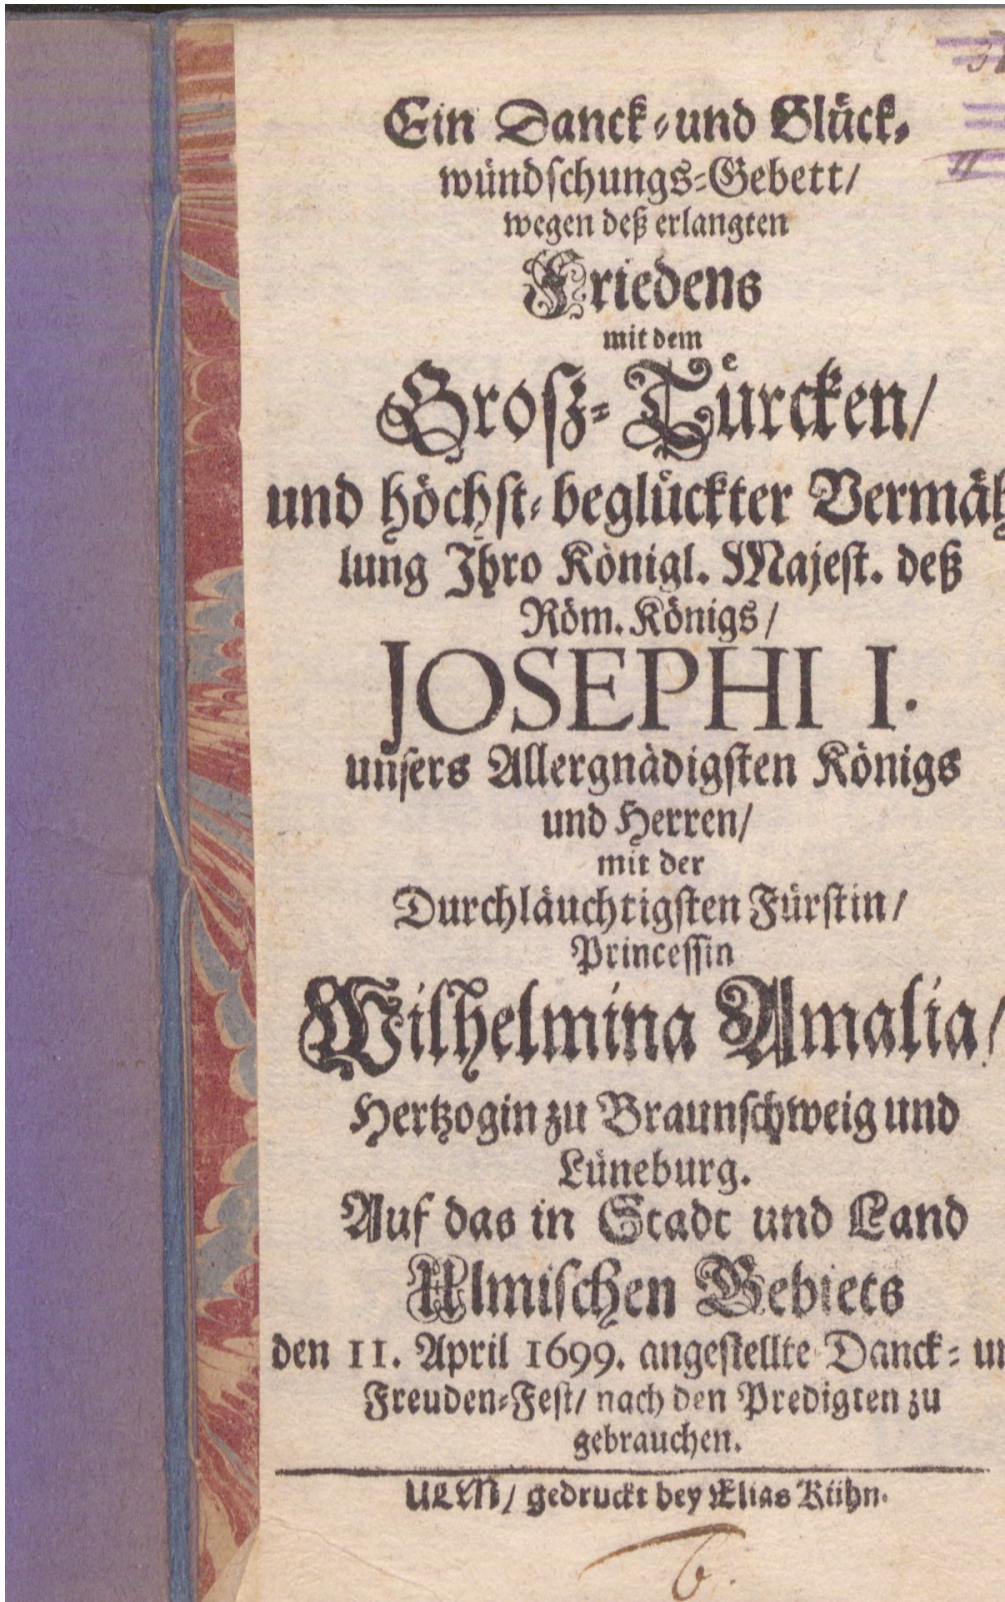 Ein Danck-und Glück-
wündschungs-Gebett/
wegen deß erlangten
Friedens
mit dem
Grosz-Türcken/
und höchst-beglückter Vermäh
lung Ihro Königl. Majest. deß
Röm. Königs/
JOSEPHI I.
unsers Allergnädigsten Königs
und Herren/
mit der
Durchläuchtigsten Fürstin/
Princessin
Wilhelmina Amalia/
Hertzogin zu Braunschweig und
Lüneburg.
Auf das in Stadt und Land
Ulmischen Gebiets
den 11. April 1699. angestellte Danck- un
Freuden-Fest/ nach den Predigten zu
gebrauchen.
ULM/ gedruckt bey Elias Kühn.
6.